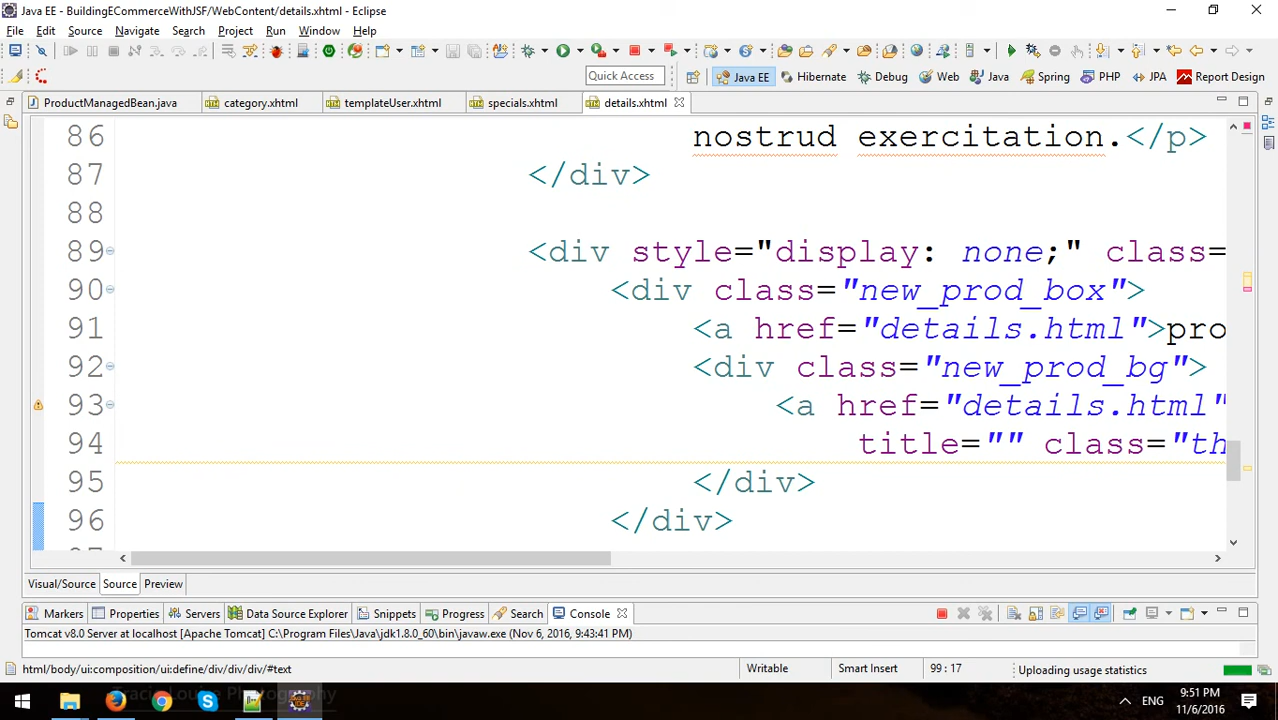 Java EE - BuildingECommerceWithJSF/WebContent/details.xhtml - Eclipse
File Edit Source Navigate Search Project Run Window Help
Quick Access Java EE Hibernate Debug Web Java Spring PHP JPA Report Design
ProductManagedBean.java category.xhtml templateUser.xhtml specials.xhtml details.xhtml
86 nostrud exercitation.</p>
87 </div>
88
89 <div style="display: none;" class=
90 <div class="new_prod_box">
91 <a href="details.html">pro
92 <div class="new_prod_bg">
93 <a href="details.html"
94 title="" class="th
95 </div>
96 </div>
Visual/Source Source Preview
Markers Properties Servers Data Source Explorer Snippets Progress Search Console
Tomcat v8.0 Server at localhost [Apache Tomcat] C:\Program Files\Java\jdk1.8.0_60\bin\javaw.exe (Nov 6, 2016, 9:43:41 PM)
html/body/ui:composition/ui:define/div/div/div/#text Writable Smart Insert 99 : 17 Uploading usage statistics
Tracie Louise Photography
ENG 9:51 PM
11/6/2016